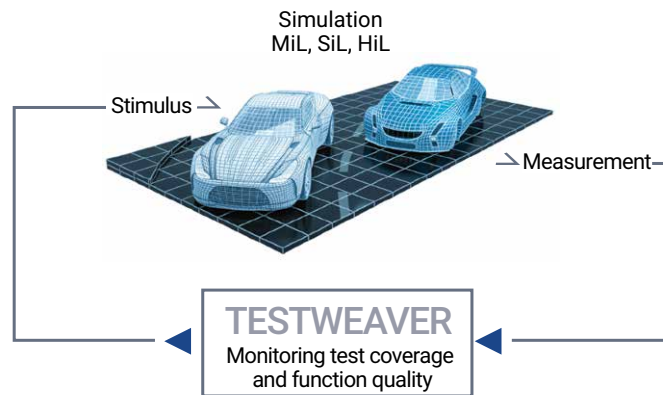 Simulation
MiL, SiL, HiL
Stimulus
Measurement
TESTWEAVER
Monitoring test coverage
and function quality